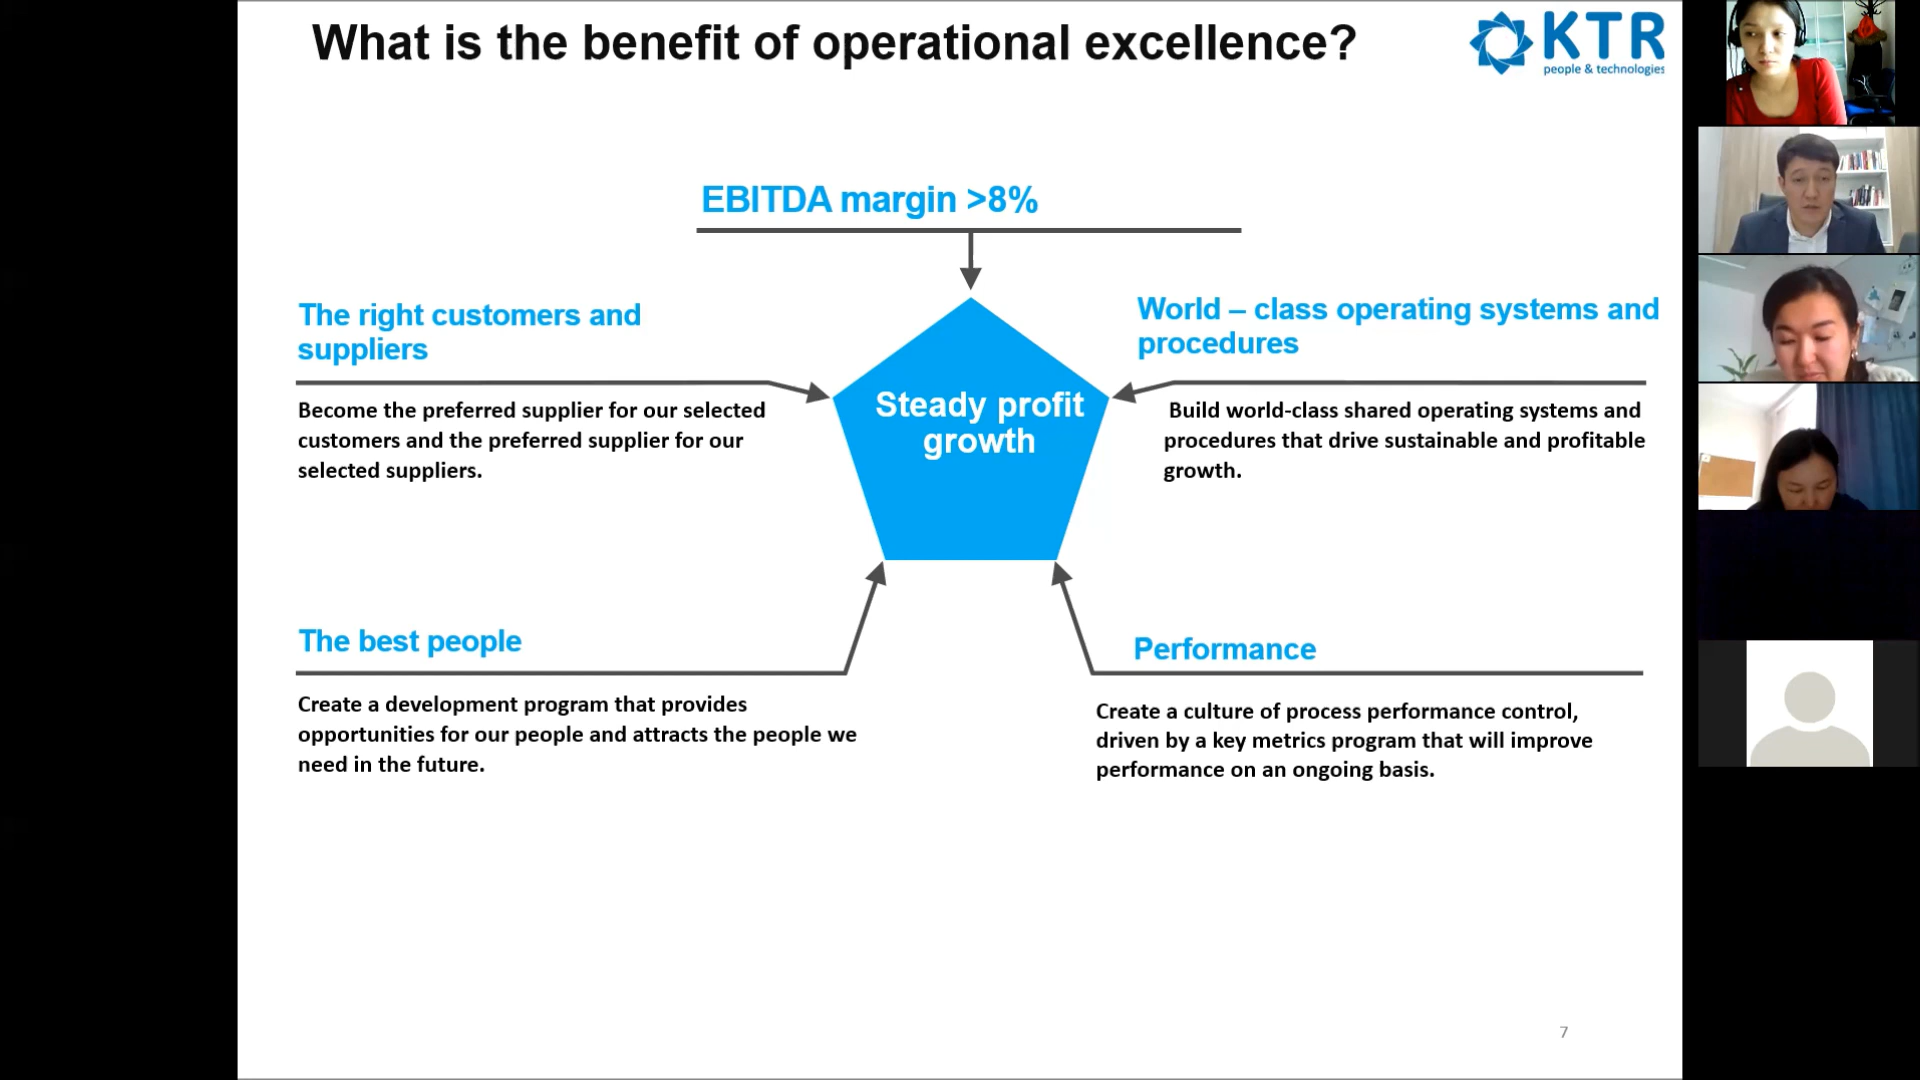 What is the benefit of operational excellence?
KTR
people & technologies
EBITDA margin >8%
The right customers and
suppliers
Become the preferred supplier for our selected
customers and the preferred supplier for our
selected suppliers.
World – class operating systems and
procedures
Build world-class shared operating systems and
procedures that drive sustainable and profitable
growth.
Steady profit
growth
The best people
Create a development program that provides
opportunities for our people and attracts the people we
need in the future.
Performance
Create a culture of process performance control,
driven by a key metrics program that will improve
performance on an ongoing basis.
7